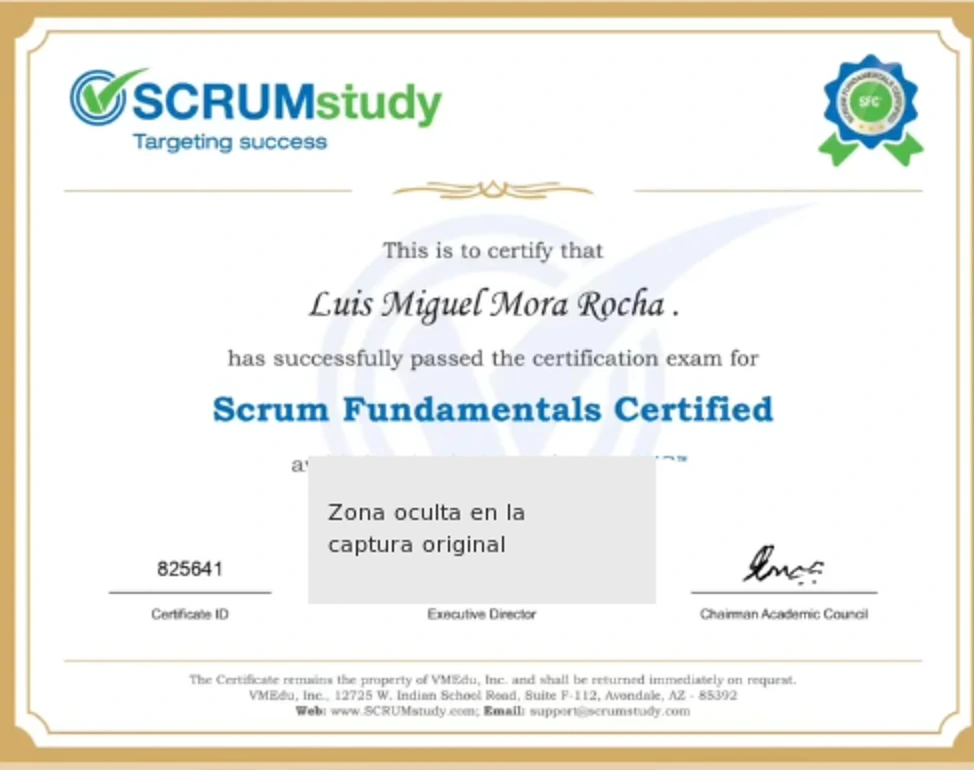 SCRUMstudy
Targeting success
SCRUM FUNDAMENTALS CERTIFIED
SFC
This is to certify that
Luis Miguel Mora Rocha .
has successfully passed the certification exam for
Scrum Fundamentals Certified
Zona oculta en la
captura original
825641
Certificate ID
Executive Director
Chairman Academic Council
The Certificate remains the property of VMEdu, Inc. and shall be returned immediately on request.
VMEdu, Inc., 12725 W. Indian School Road, Suite F-112, Avondale, AZ - 85392
Web: www.SCRUMstudy.com; Email: support@scrumstudy.com